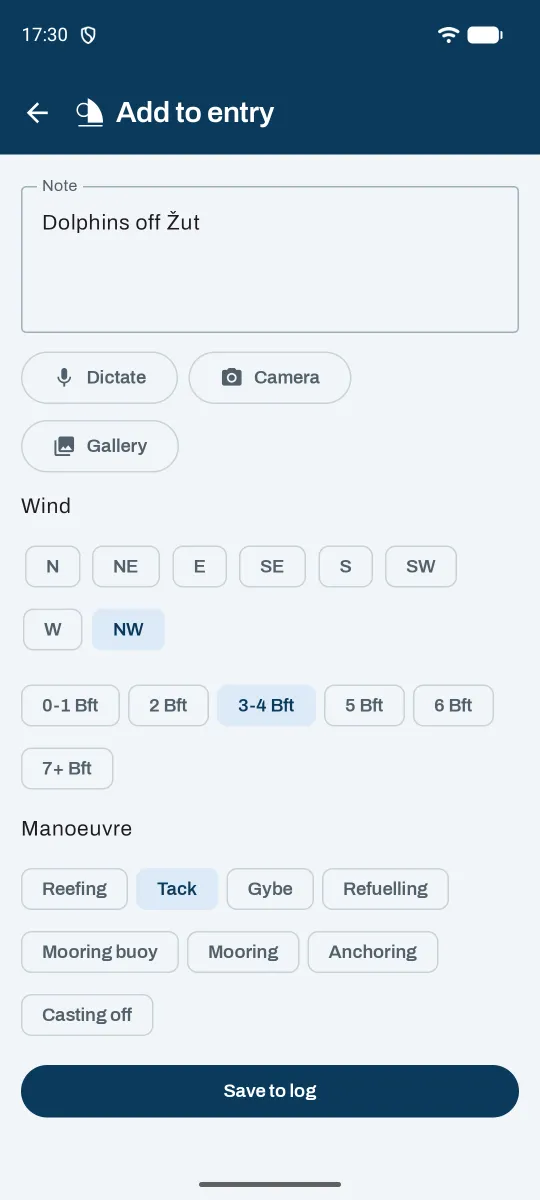 17:30
Add to entry
Note
Dolphins off Žut
Dictate Camera
Gallery
Wind
N NE E SE S SW
W NW
0-1 Bft 2 Bft 3-4 Bft 5 Bft 6 Bft
7+ Bft
Manoeuvre
Reefing Tack Gybe Refuelling
Mooring buoy Mooring Anchoring
Casting off
Save to log